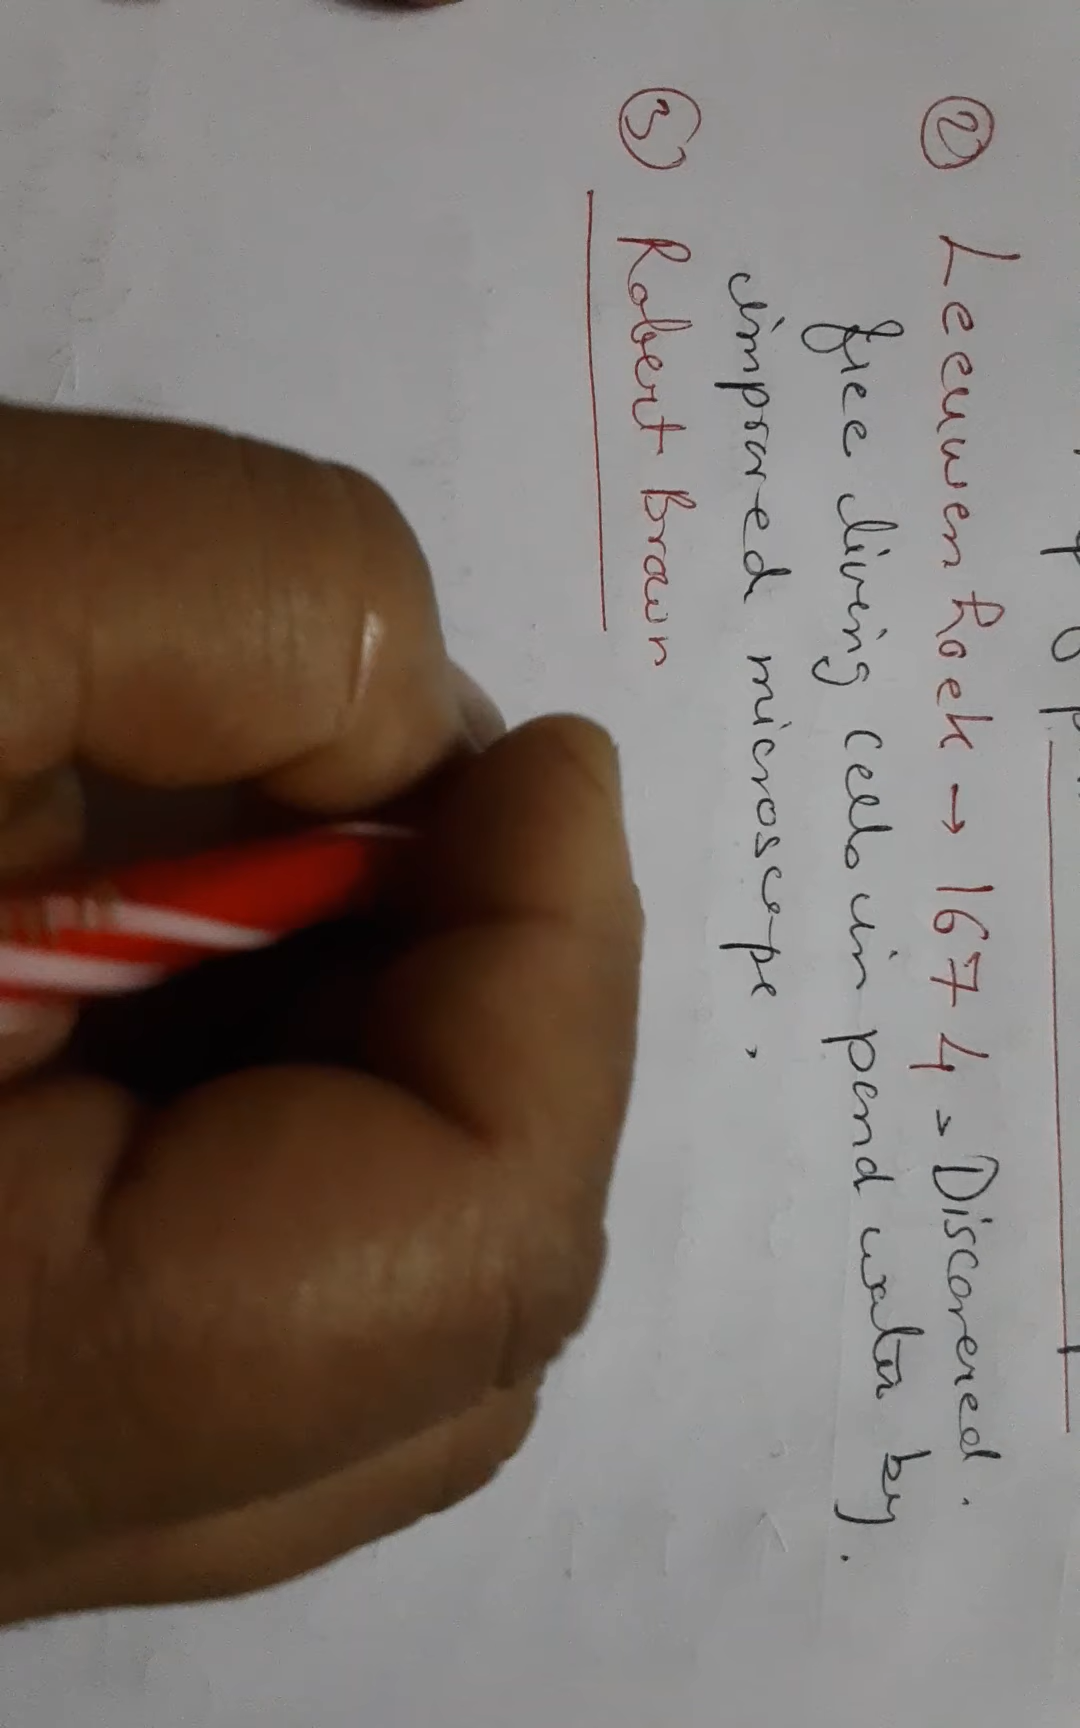 ② Leeuwen hoek → 1674 → Discovered.
free living cells in pond water by.
improved microscope.
③ Robert Brown